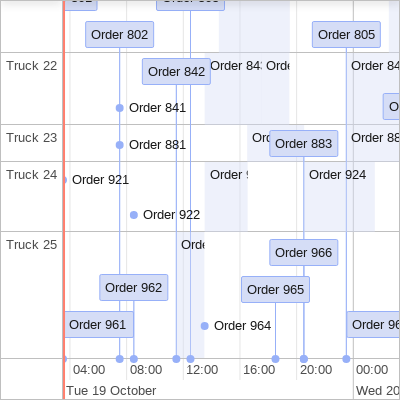 Order 802
Order 805
Truck 22
Order 842
Order 841
Truck 23
Order 881
Order 883
Truck 24
Order 921
Order 924
Order 922
Truck 25
Order 966
Order 962
Order 965
Order 961
Order 964
04:00
08:00
12:00
16:00
20:00
00:00
Tue 19 October
Wed 20